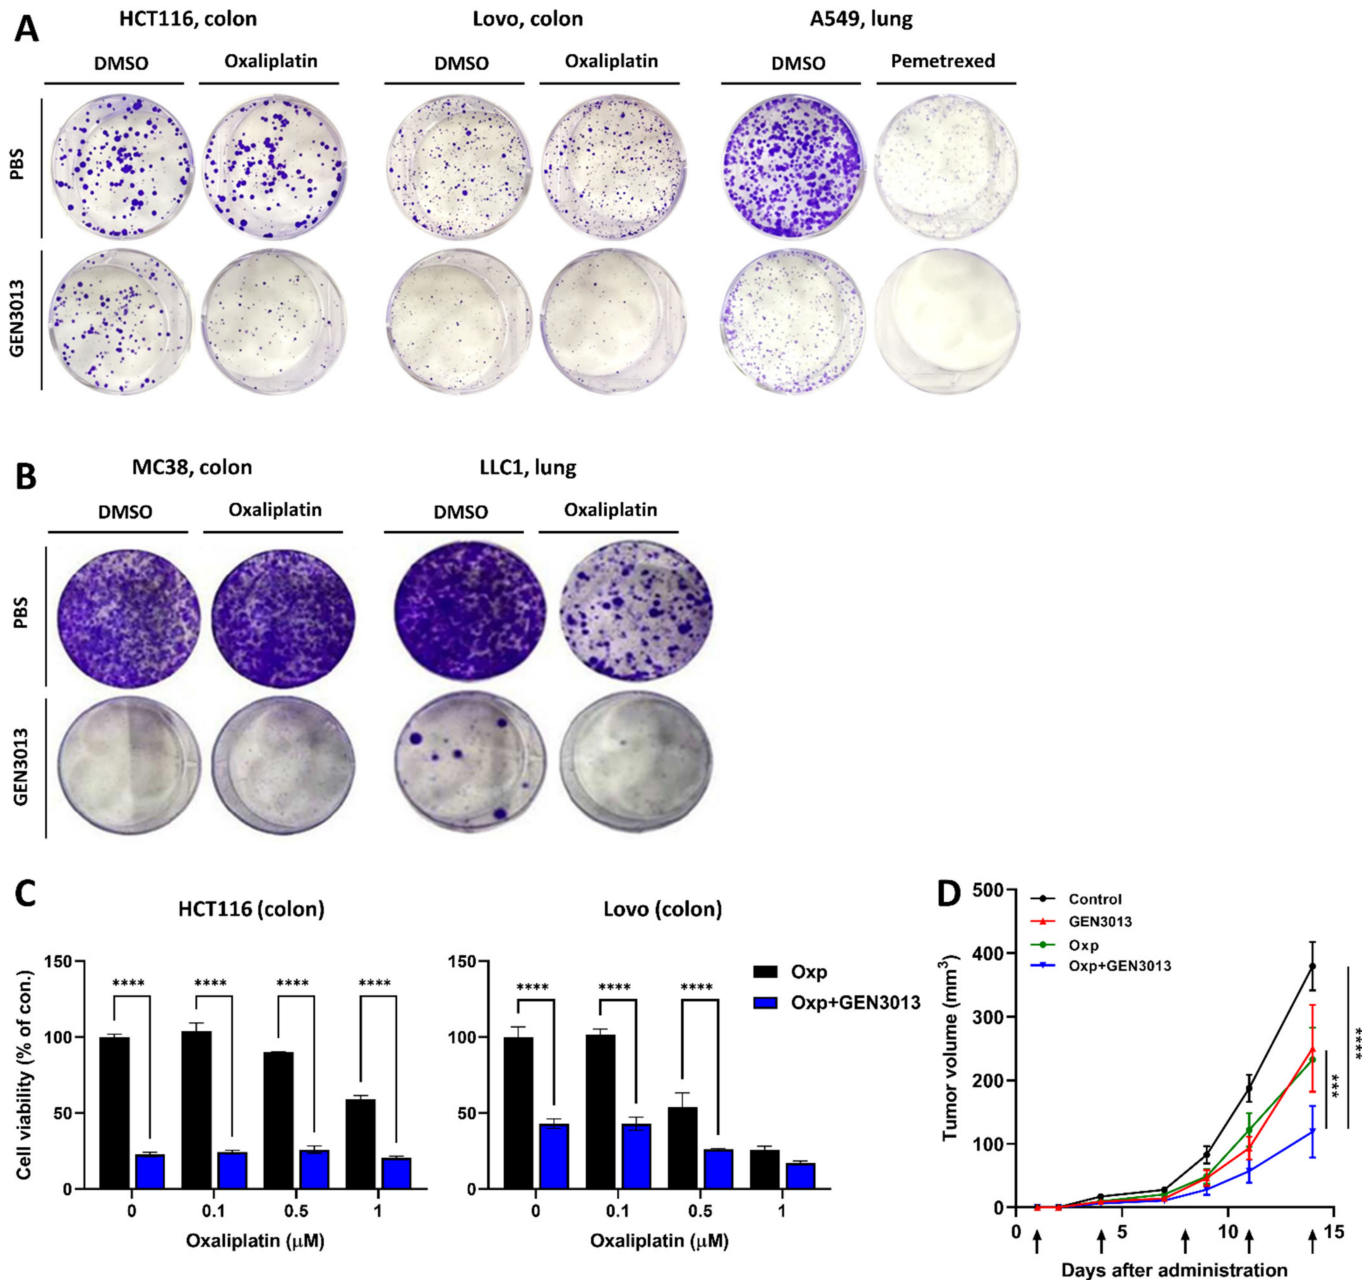 A
HCT116, colon
Lovo, colon
A549, lung
DMSO
Oxaliplatin
DMSO
Oxaliplatin
DMSO
Pemetrexed
PBS
GEN3013
B
MC38, colon
LLC1, lung
DMSO
Oxaliplatin
DMSO
Oxaliplatin
PBS
GEN3013
C
HCT116 (colon)
Cell viability (% of con.)
150
100
50
0
****
****
****
****
0
0.1
0.5
1
Oxaliplatin (μM)
Lovo (colon)
150
100
50
0
****
****
****
0
0.1
0.5
1
Oxaliplatin (μM)
Oxp
Oxp+GEN3013
D
Tumor volume (mm³)
500
400
300
200
100
0
Control
GEN3013
Oxp
Oxp+GEN3013
***
****
0
5
10
15
Days after administration